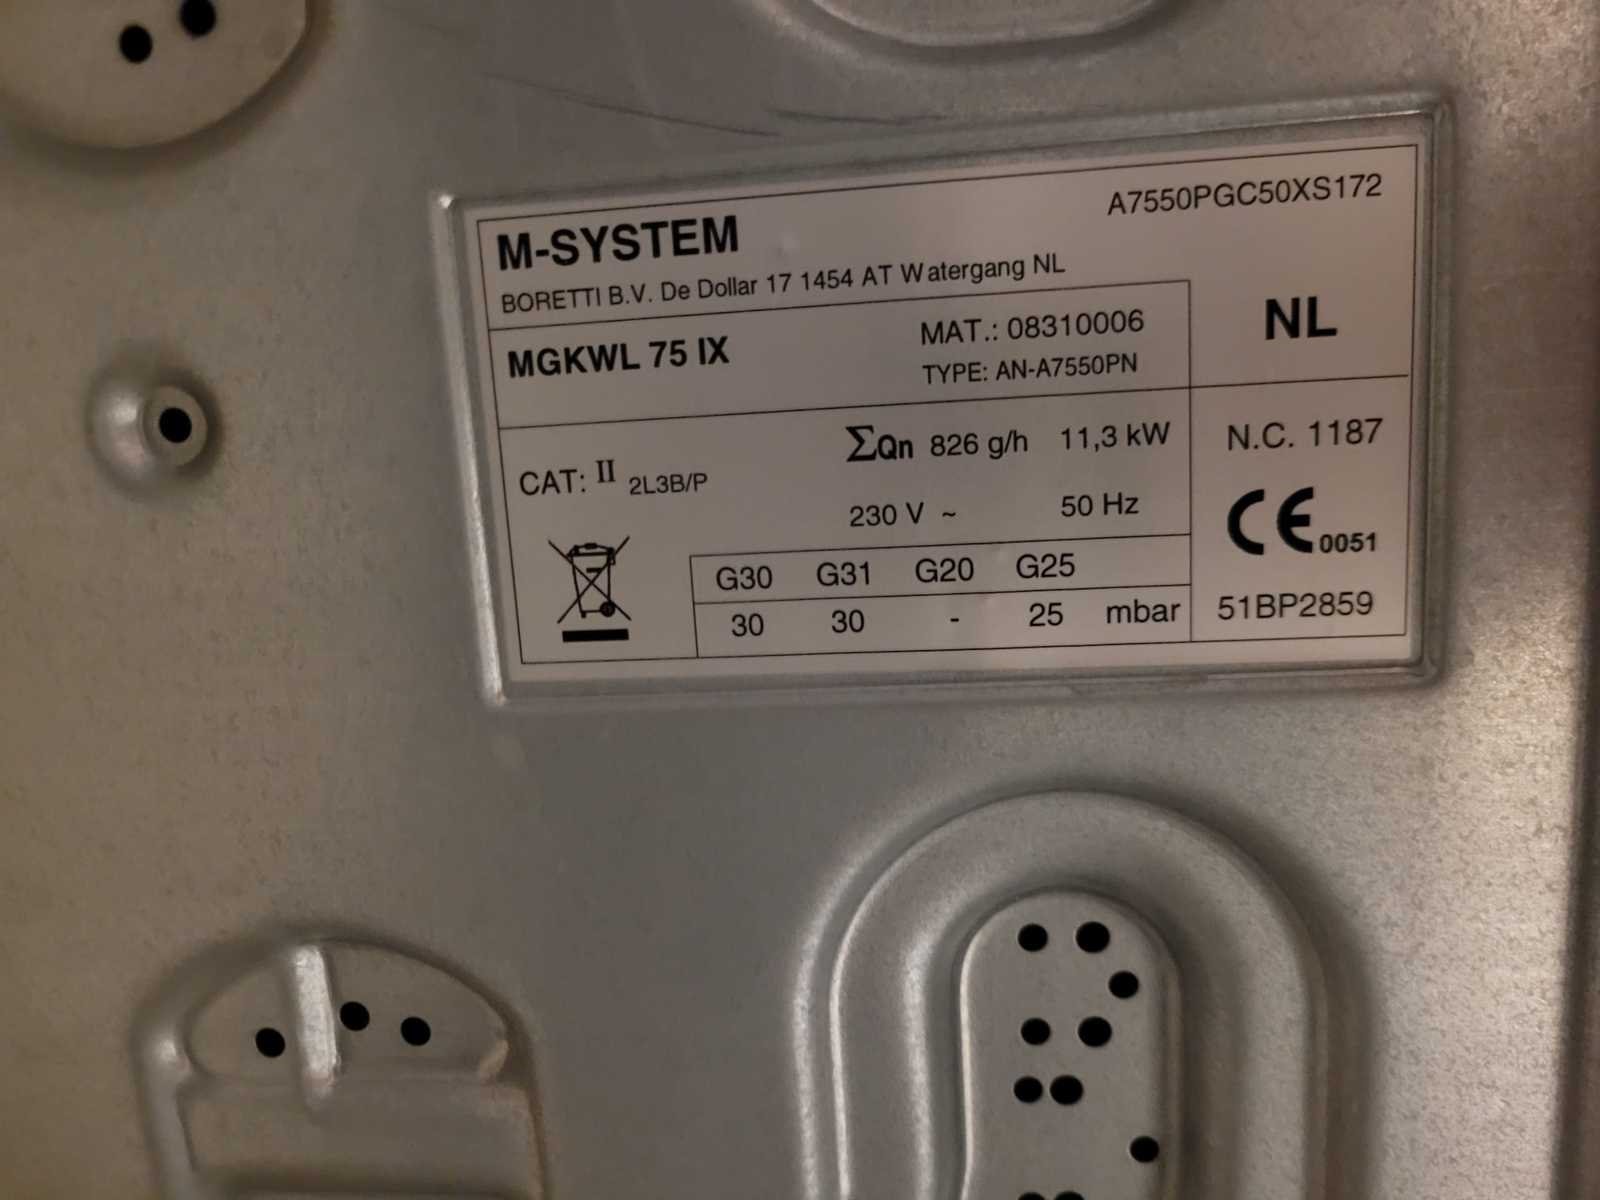 M-SYSTEM
A7550PGC50XS172
BORETTI B.V. De Dollar 17 1454 AT Watergang NL
MGKWL 75 IX
MAT.: 08310006
TYPE: AN-A7550PN
NL
CAT: II 2L3B/P
ΣQn 826 g/h 11,3 kW
230 V ~ 50 Hz
N.C. 1187
CE 0051
G30 G31 G20 G25
30 30 - 25 mbar
51BP2859